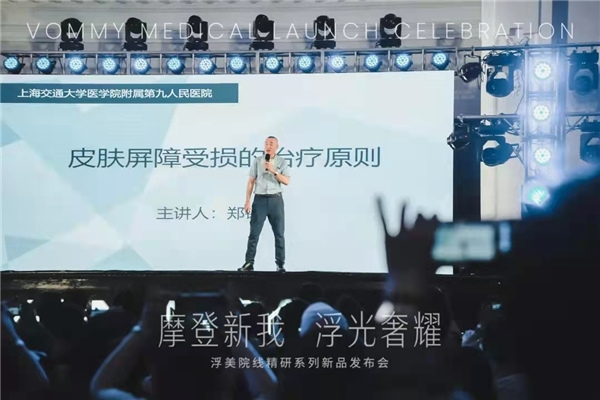 VOMMY MEDICAL LAUNCH CELEBRATION
上海交通大学医学院附属第九人民医院
皮肤屏障受损的治疗原则
主讲人：郑
摩登新我 浮光奢耀
浮美院线精研系列新品发布会